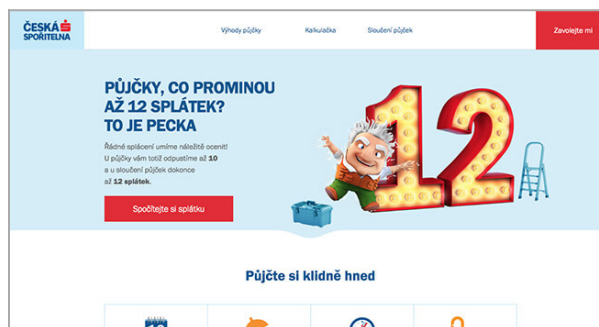 ČESKÁ
SPOŘITELNA
Výhody půjčky
Kalkulačka
Sloučení půjček
Zavolejte mi
PŮJČKY, CO PROMINOU
AŽ 12 SPLÁTEK?
TO JE PECKA
Řádné splácení umíme náležitě ocenit!
U půjčky vám totiž odpustíme až 10
a u sloučení půjček dokonce
až 12 splátek.
Spočítejte si splátku
12
Půjčte si klidně hned